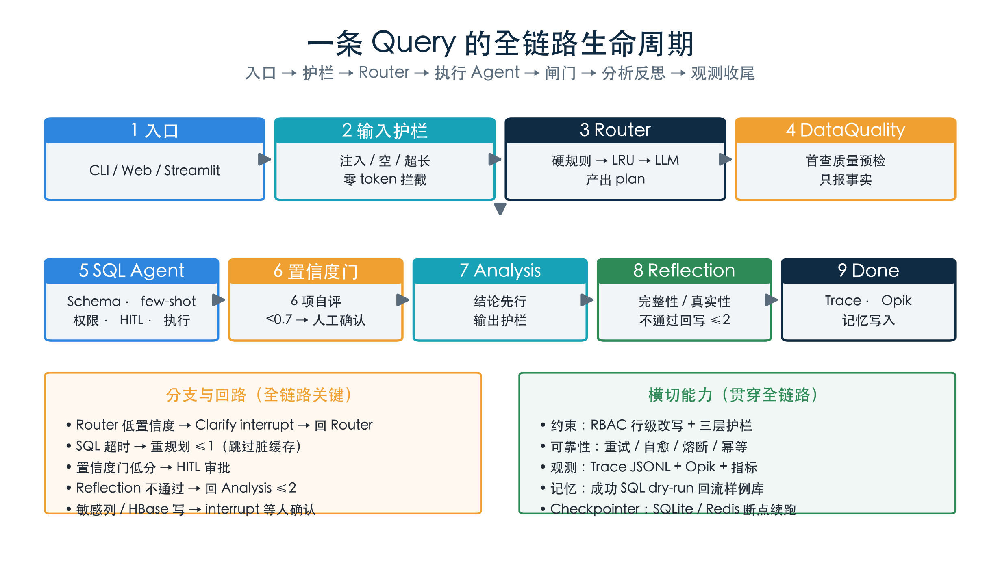 一条 Query 的全链路生命周期
入口 → 护栏 → Router → 执行 Agent → 闸门 → 分析反思 → 观测收尾
1 入口
CLI / Web / Streamlit
2 输入护栏
注入 / 空 / 超长
零 token 拦截
3 Router
硬规则 → LRU → LLM
产出 plan
4 DataQuality
首查质量预检
只报事实
5 SQL Agent
Schema · few-shot
权限 · HITL · 执行
6 置信度门
6 项自评
<0.7 → 人工确认
7 Analysis
结论先行
输出护栏
8 Reflection
完整性 / 真实性
不通过回写 ≤2
9 Done
Trace · Opik
记忆写入
分支与回路（全链路关键）
• Router 低置信度 → Clarify interrupt → 回 Router
• SQL 超时 → 重规划 ≤1（跳过脏缓存）
• 置信度门低分 → HITL 审批
• Reflection 不通过 → 回 Analysis ≤2
• 敏感列 / HBase 写 → interrupt 等人确认
横切能力（贯穿全链路）
• 约束：RBAC 行级改写 + 三层护栏
• 可靠性：重试 / 自愈 / 熔断 / 幂等
• 观测：Trace JSONL + Opik + 指标
• 记忆：成功 SQL dry-run 回流样例库
• Checkpointer：SQLite / Redis 断点续跑